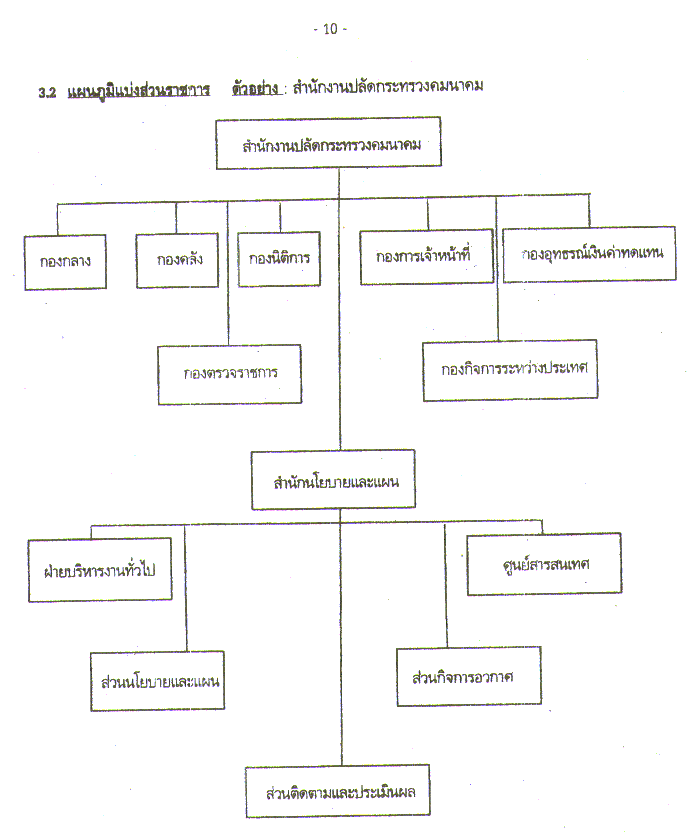 - 10 -
3.2 แผนภูมิแบ่งส่วนราชการ ตัวอย่าง : สำนักงานปลัดกระทรวงคมนาคม
สำนักงานปลัดกระทรวงคมนาคม
กองกลาง กองคลัง กองนิติการ กองการเจ้าหน้าที่ กองอุทธรณ์เงินค่าทดแทน
กองตรวจราชการ กองกิจการระหว่างประเทศ
สำนักนโยบายและแผน
ฝ่ายบริหารงานทั่วไป ศูนย์สารสนเทศ
ส่วนนโยบายและแผน ส่วนกิจการอวกาศ
ส่วนติดตามและประเมินผล